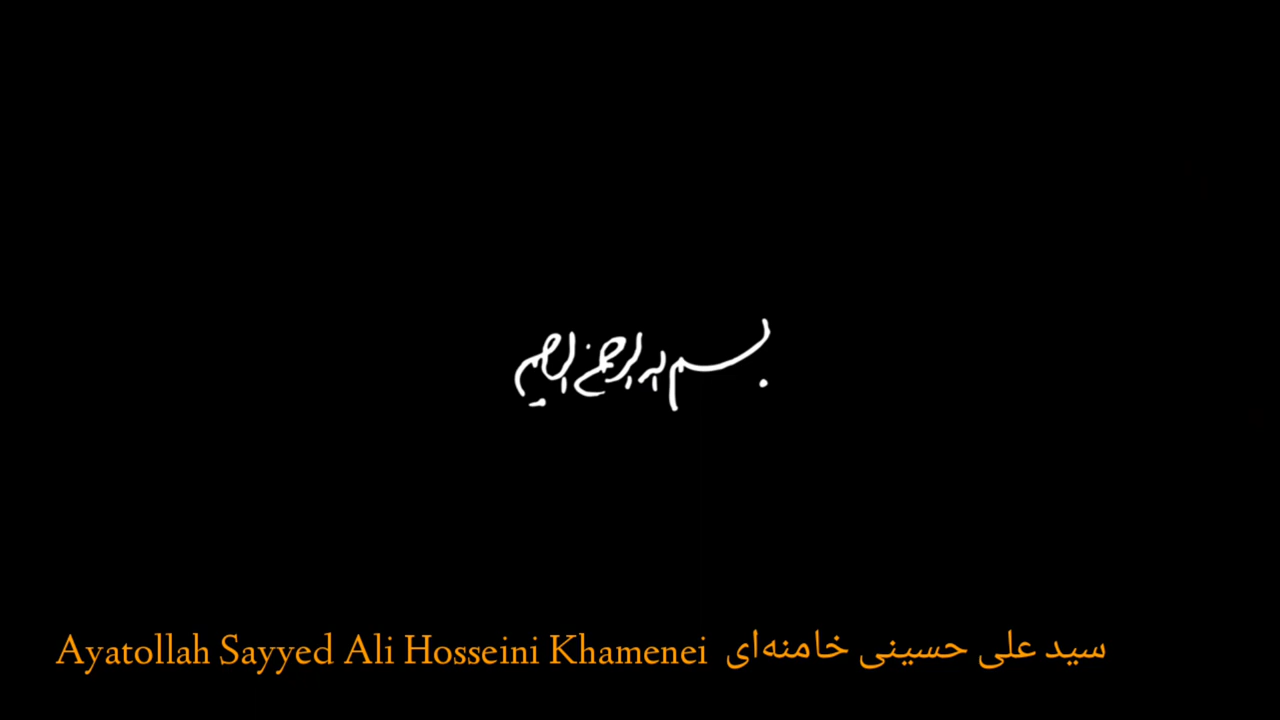 بسم الله الرحمن الرحیم
Ayatollah Sayyed Ali Hosseini Khamenei سید علی حسینی خامنه‌ای